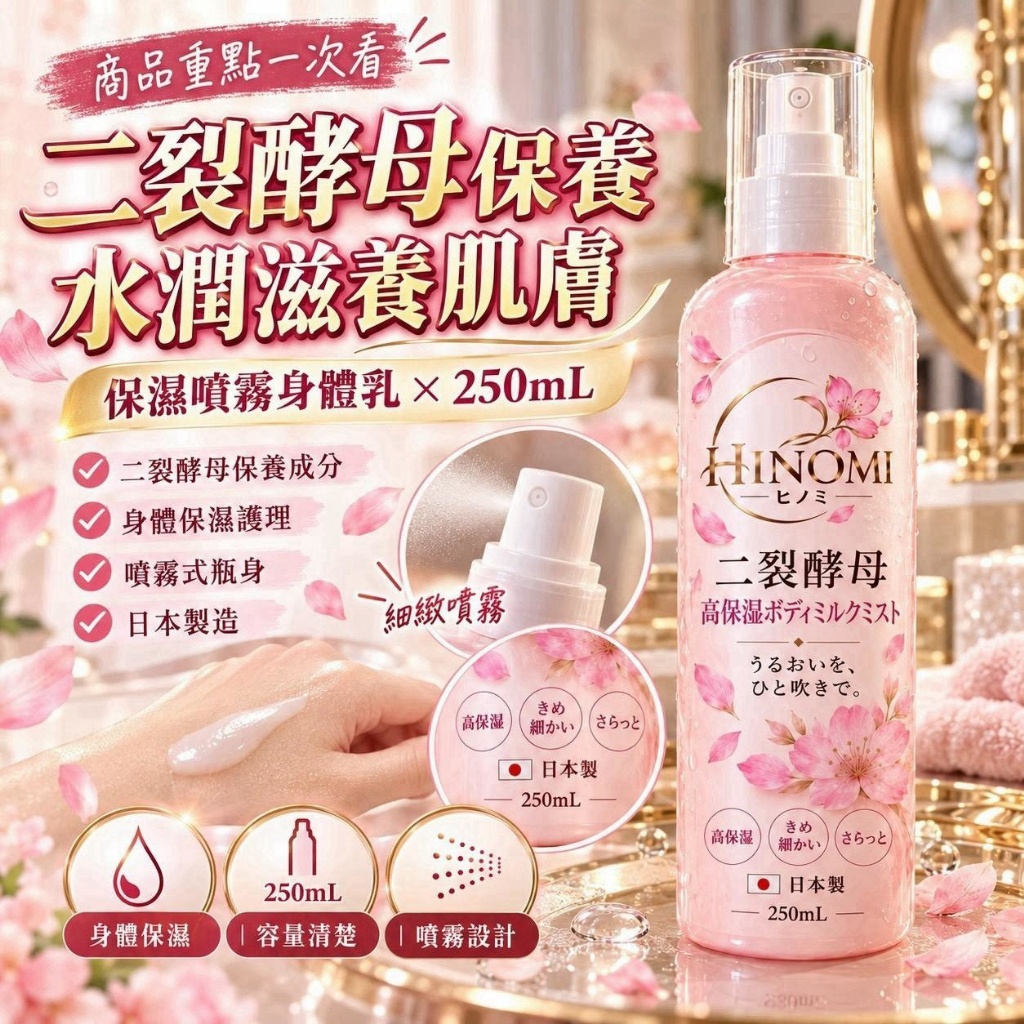 商品重點一次看
二裂酵母保養
水潤滋養肌膚
保濕噴霧身體乳 × 250mL
二裂酵母保養成分
身體保濕護理
噴霧式瓶身
日本製造
細緻噴霧
高保湿
きめ
細かい
さらっと
日本製
250mL
250mL
身體保濕
容量清楚
噴霧設計
HINOMI
ヒノミ
二裂酵母
高保湿ボディミルクミスト
うるおいを、
ひと吹きで。
高保湿
きめ
細かい
さらっと
日本製
250mL